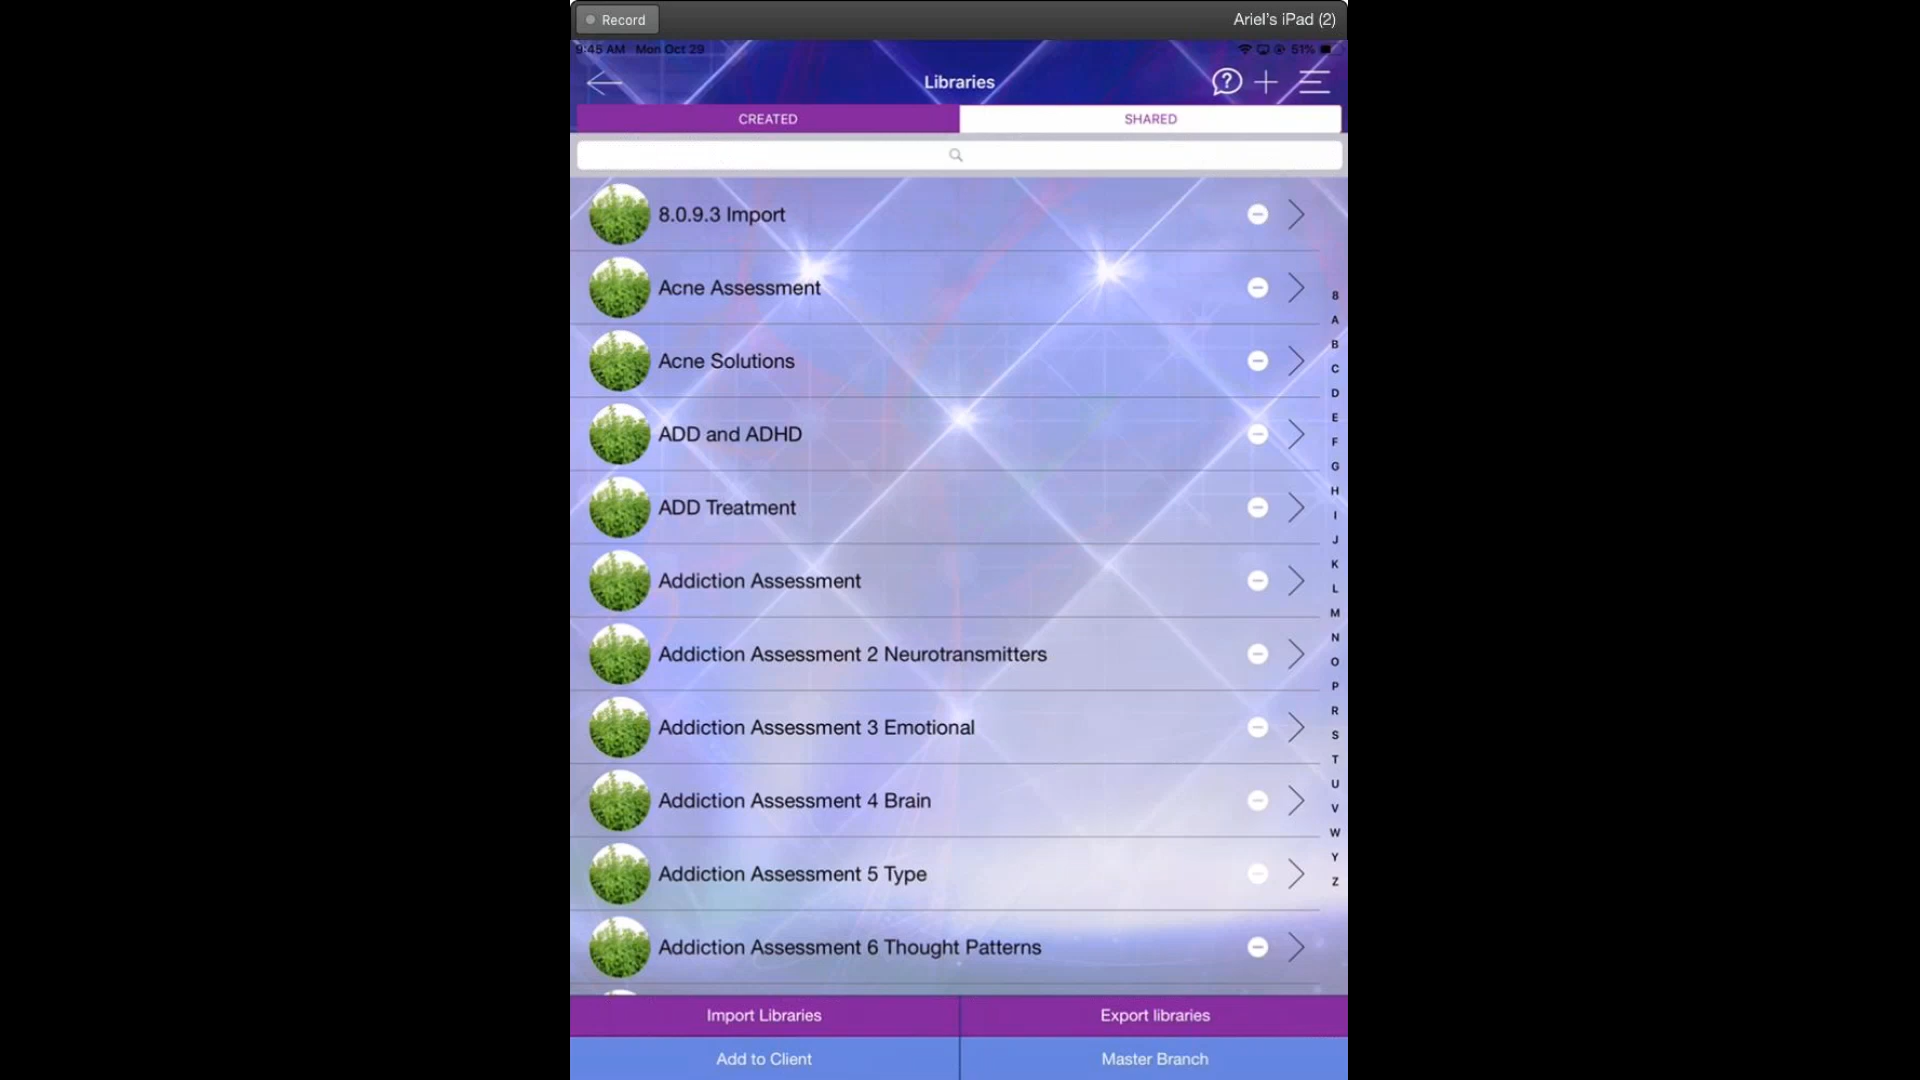 Record
Ariel's iPad (2)
9:45 AM Mon Oct 29
51%
Libraries
CREATED
SHARED
8.0.9.3 Import
Acne Assessment
Acne Solutions
ADD and ADHD
ADD Treatment
Addiction Assessment
Addiction Assessment 2 Neurotransmitters
Addiction Assessment 3 Emotional
Addiction Assessment 4 Brain
Addiction Assessment 5 Type
Addiction Assessment 6 Thought Patterns
8
A
B
C
D
E
F
G
H
I
J
K
L
M
N
O
P
R
S
T
U
V
W
Y
Z
Import Libraries
Export libraries
Add to Client
Master Branch